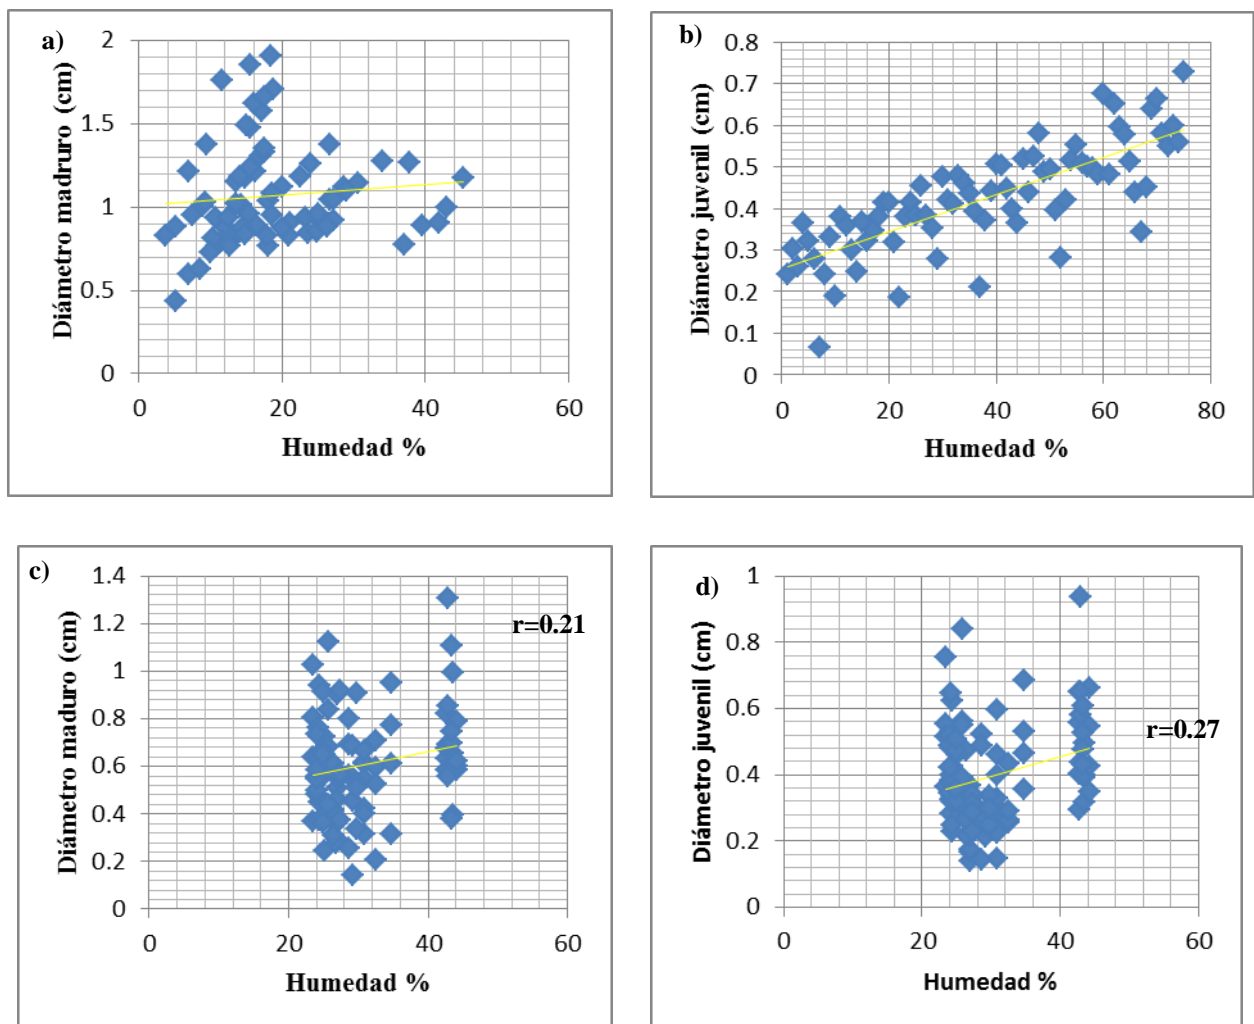 a)
Diámetro madruro (cm)
2
1.5
1
0.5
0
0 20 40 60
Humedad %
b)
Diámetro juvenil (cm)
0.8
0.7
0.6
0.5
0.4
0.3
0.2
0.1
0
0 20 40 60 80
Humedad %
c)
Diámetro maduro (cm)
1.4
1.2
1
0.8
0.6
0.4
0.2
0
r=0.21
0 20 40 60
Humedad %
d)
Diámetro juvenil (cm)
1
0.8
0.6
0.4
0.2
0
r=0.27
0 20 40 60
Humedad %